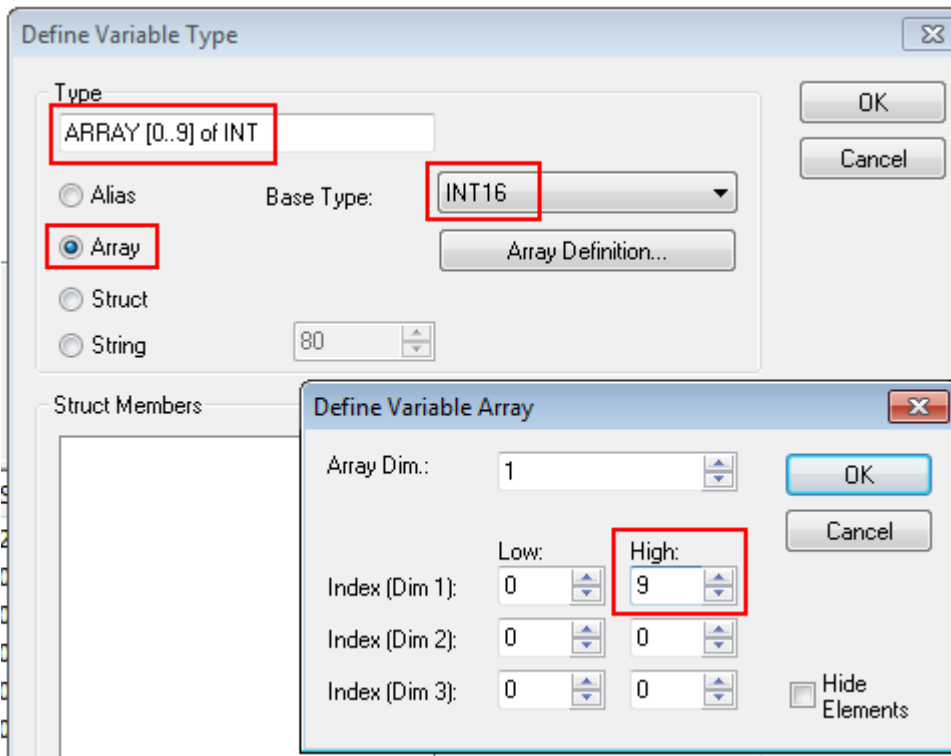 Define Variable Type
Type
ARRAY [0..9] of INT
OK
Cancel
Alias
Base Type:
INT16
Array
Array Definition...
Struct
String
80
Struct Members
Define Variable Array
Array Dim.:
1
OK
Cancel
Low:
High:
Index (Dim 1):
0
9
Index (Dim 2):
0
0
Index (Dim 3):
0
0
Hide
Elements